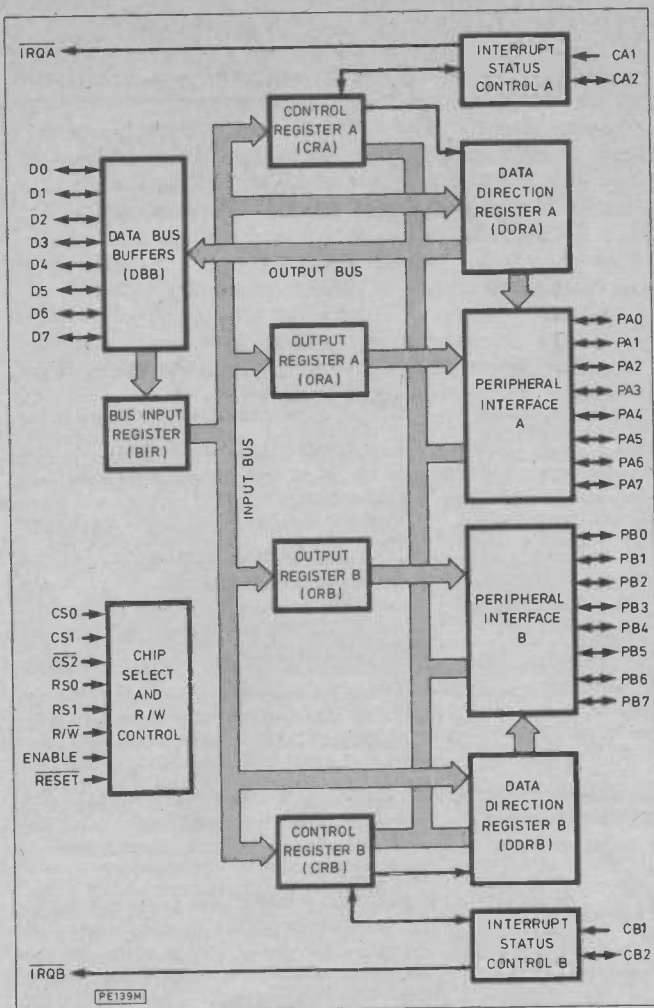 IRQA
INTERRUPT
STATUS
CONTROL A
CA1
CA2
CONTROL
REGISTER A
(CRA)
DATA
DIRECTION
REGISTER A
(DDRA)
D0
D1
D2
D3
D4
D5
D6
D7
DATA BUS
BUFFERS
(DBB)
OUTPUT BUS
OUTPUT
REGISTER A
(ORA)
PERIPHERAL
INTERFACE
A
PA0
PA1
PA2
PA3
PA4
PA5
PA6
PA7
BUS INPUT
REGISTER
(BIR)
INPUT BUS
OUTPUT
REGISTER B
(ORB)
PERIPHERAL
INTERFACE
B
PB0
PB1
PB2
PB3
PB4
PB5
PB6
PB7
CS0
CS1
CS2
RS0
RS1
R/W
ENABLE
RESET
CHIP
SELECT
AND
R/W
CONTROL
DATA
DIRECTION
REGISTER B
(DDRB)
CONTROL
REGISTER B
(CRB)
INTERRUPT
STATUS
CONTROL B
CB1
CB2
IRQB
PE139M